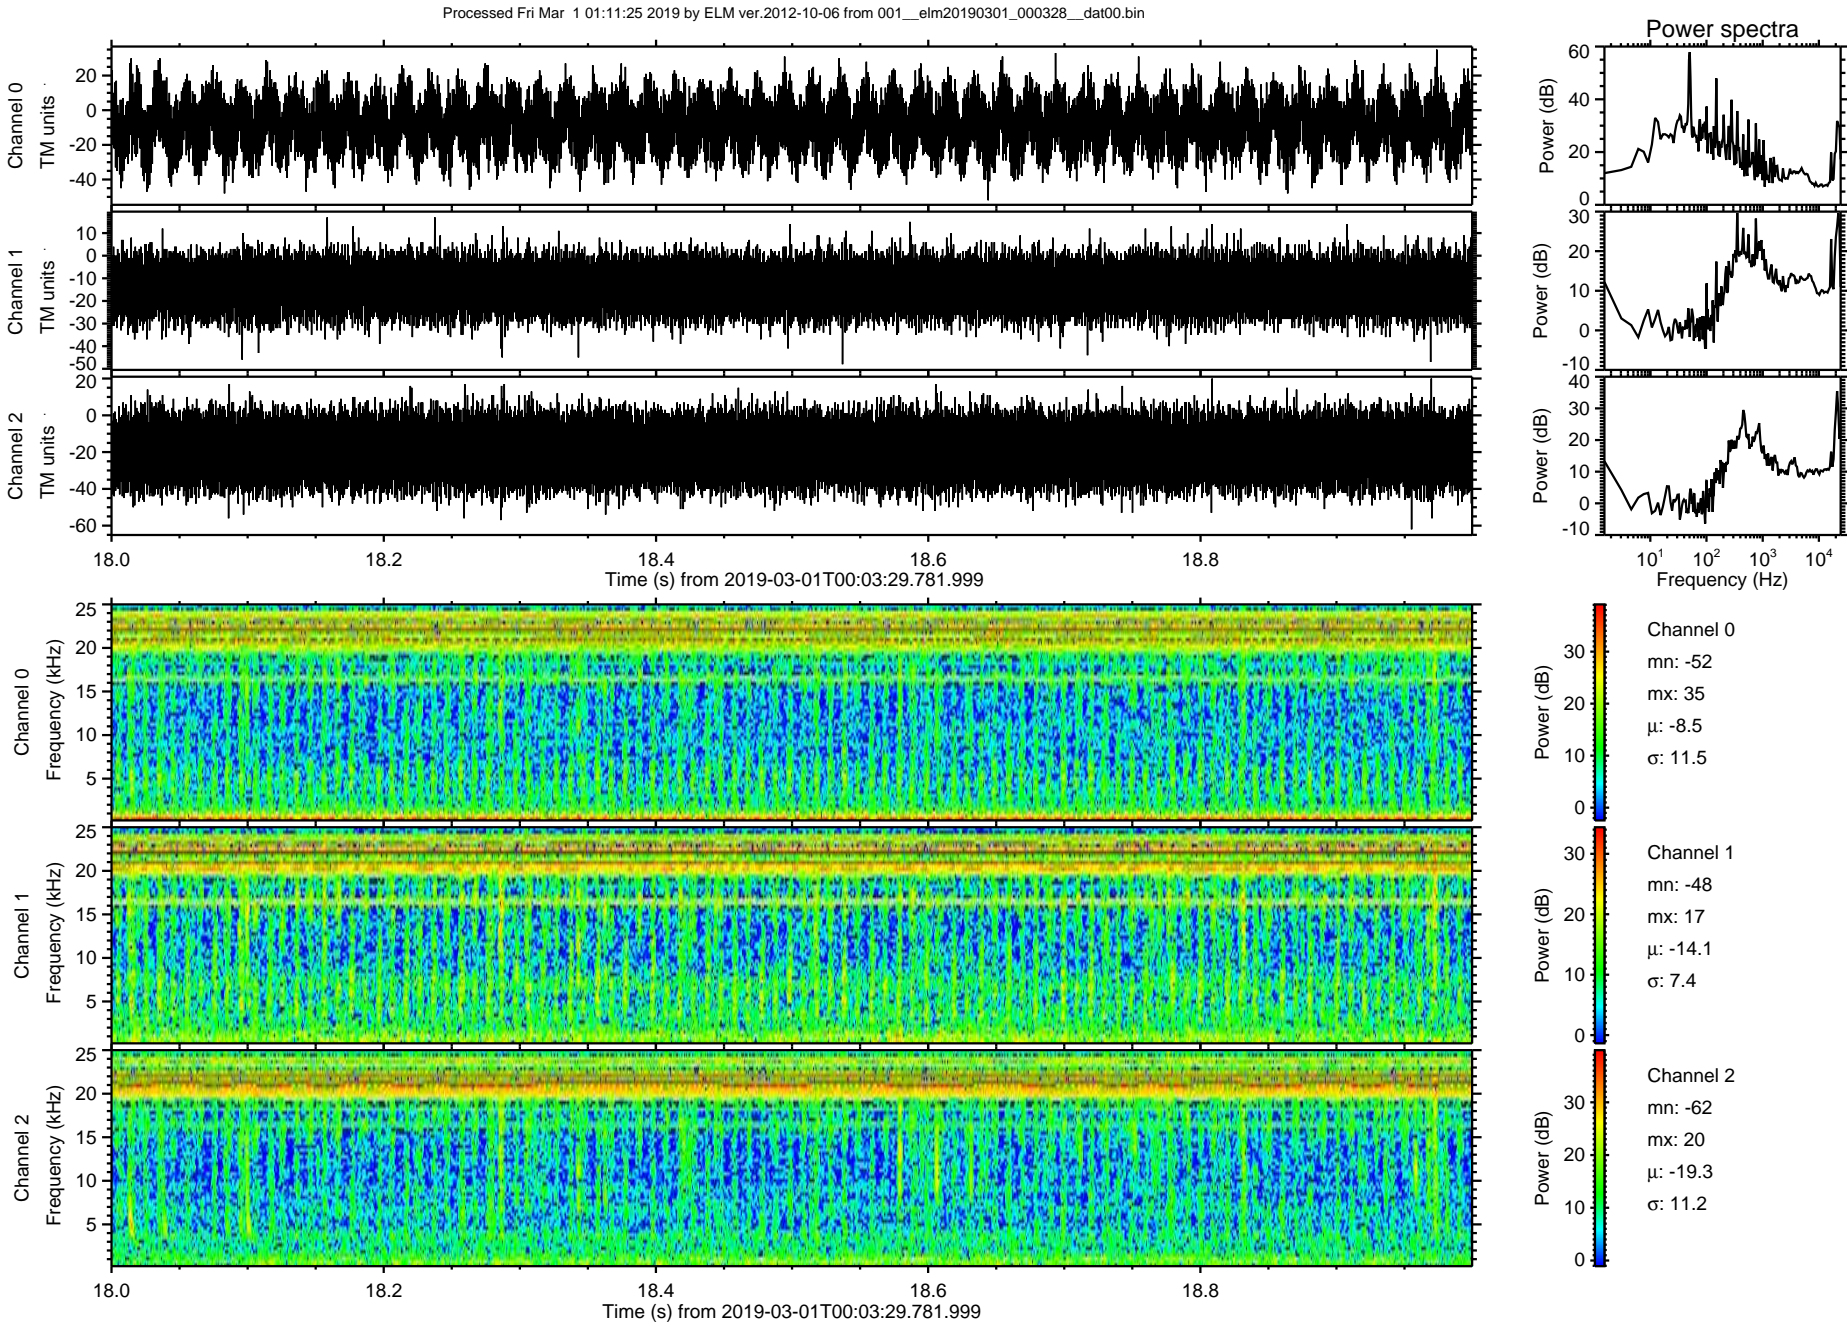 Processed Fri Mar 1 01:11:25 2019 by ELM ver.2012-10-06 from 001__elm20190301_000328__dat00.bin
Power spectra
Channel 0
TM units
20
0
-20
-40
Power (dB)
60
40
20
0
Channel 1
TM units
10
0
-10
-20
-30
-40
-50
Power (dB)
30
20
10
0
-10
Channel 2
TM units
20
0
-20
-40
-60
Power (dB)
40
30
20
10
0
-10
18.0 18.2 18.4 18.6 18.8
Time (s) from 2019-03-01T00:03:29.781.999
10^1 10^2 10^3 10^4
Frequency (Hz)
Channel 0
Frequency (kHz)
25
20
15
10
5
Power (dB)
30
20
10
0
Channel 0
mn: -52
mx: 35
μ: -8.5
σ: 11.5
Channel 1
Frequency (kHz)
25
20
15
10
5
Power (dB)
30
20
10
0
Channel 1
mn: -48
mx: 17
μ: -14.1
σ: 7.4
Channel 2
Frequency (kHz)
25
20
15
10
5
Power (dB)
30
20
10
0
Channel 2
mn: -62
mx: 20
μ: -19.3
σ: 11.2
18.0 18.2 18.4 18.6 18.8
Time (s) from 2019-03-01T00:03:29.781.999